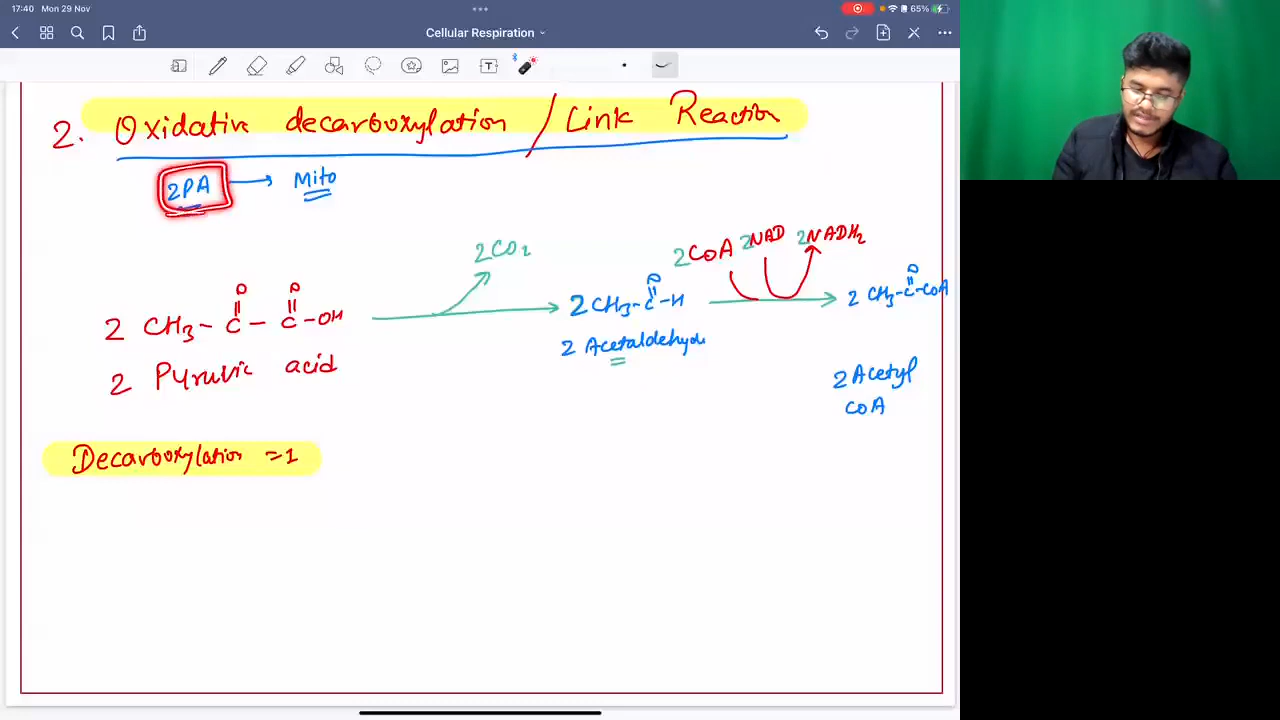 17:40 Mon 29 Nov
65%
Cellular Respiration
2. Oxidative decarboxylation / Link Reaction
2PA → Mito
2CO2
2CoA 2NAD 2NADH2
O O
2 CH3-C-C-OH
O
2 CH3-C-H
O
2 CH3-C-CoA
2 Pyruvic acid
2 Acetaldehyde
2 Acetyl
CoA
Decarboxylation =1